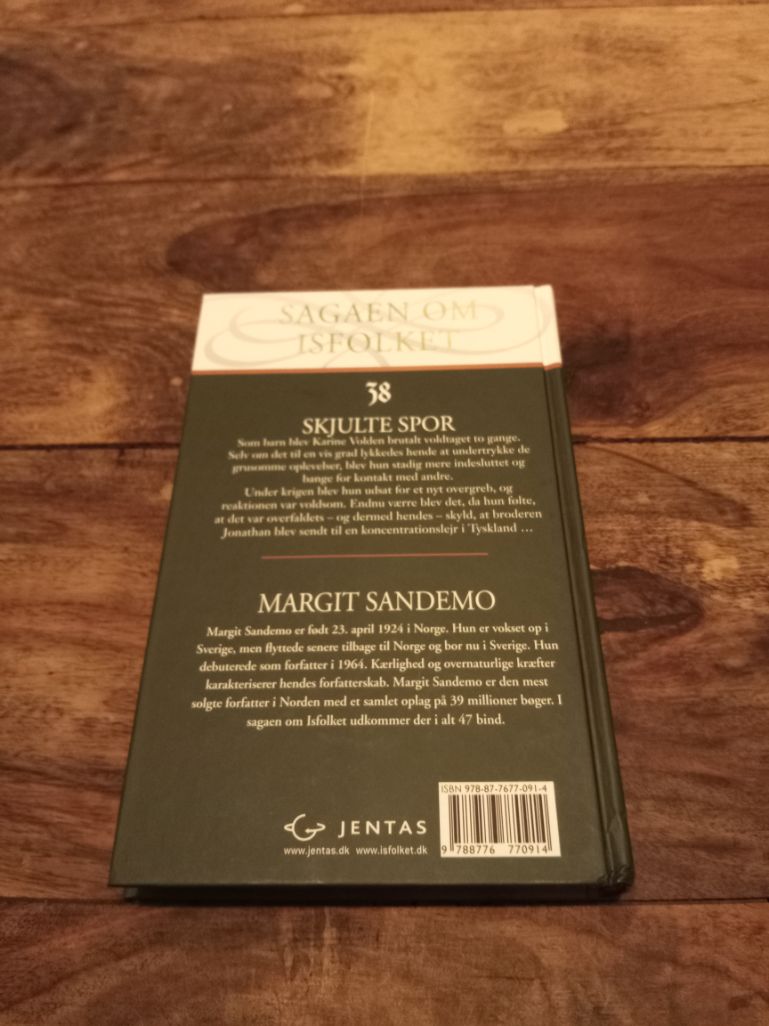 SAGAEN OM
ISFOLKET
38
SKJULTE SPOR
Som barn blev Karine Volden brutalt voldtaget to gange.
Selv om det til en vis grad lykkedes hende at undertrykke de
grusomme oplevelser, blev hun stadig mere indesluttet og
bange for kontakt med andre.
Under krigen blev hun udsat for et nyt overgreb, og
reaktionen var voldsom. Endnu værre blev det, da hun følte,
at det var overfaldets – og dermed hendes – skyld, at broderen
Jonathan blev sendt til en koncentrationslejr i Tyskland ...
MARGIT SANDEMO
Margit Sandemo er født 23. april 1924 i Norge. Hun er vokset op i
Sverige, men flyttede senere tilbage til Norge og bor nu i Sverige. Hun
debuterede som forfatter i 1964. Kærlighed og overnaturlige kræfter
karakteriserer hendes forfatterskab. Margit Sandemo er den mest
solgte forfatter i Norden med et samlet oplag på 39 millioner bøger. I
sagaen om Isfolket udkommer der i alt 47 bind.
ISBN 978-87-7677-091-4
JENTAS
www.jentas.dk www.isfolket.dk
9 788776 770914